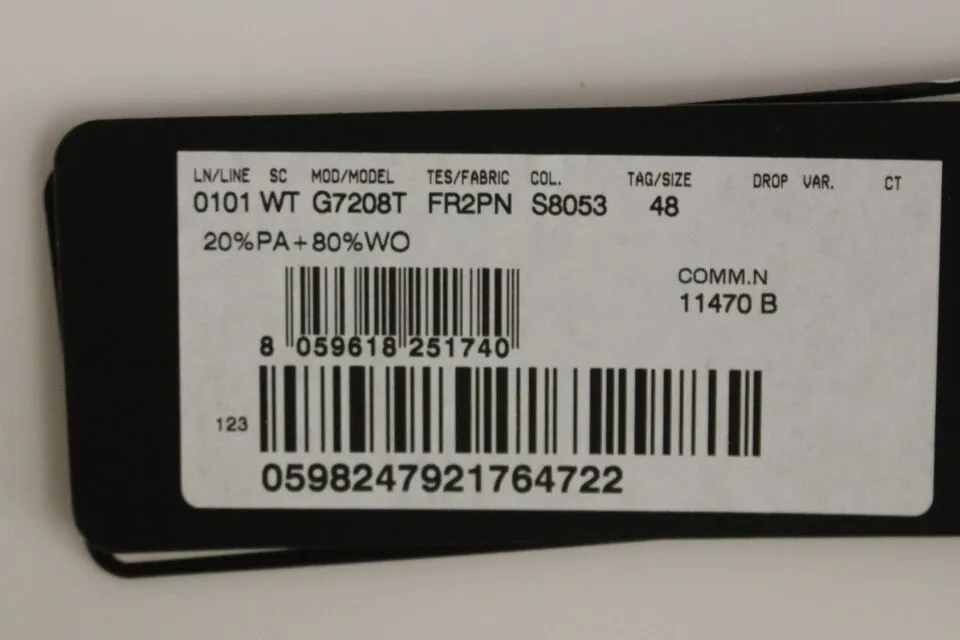 LN/LINE SC MOD/MODEL TES/FABRIC COL. TAG/SIZE DROP VAR. CT
0101 WT G7208T FR2PN S8053 48
20%PA+80%WO
COMM.N
11470 B
8 059618 251740
123
0598247921764722